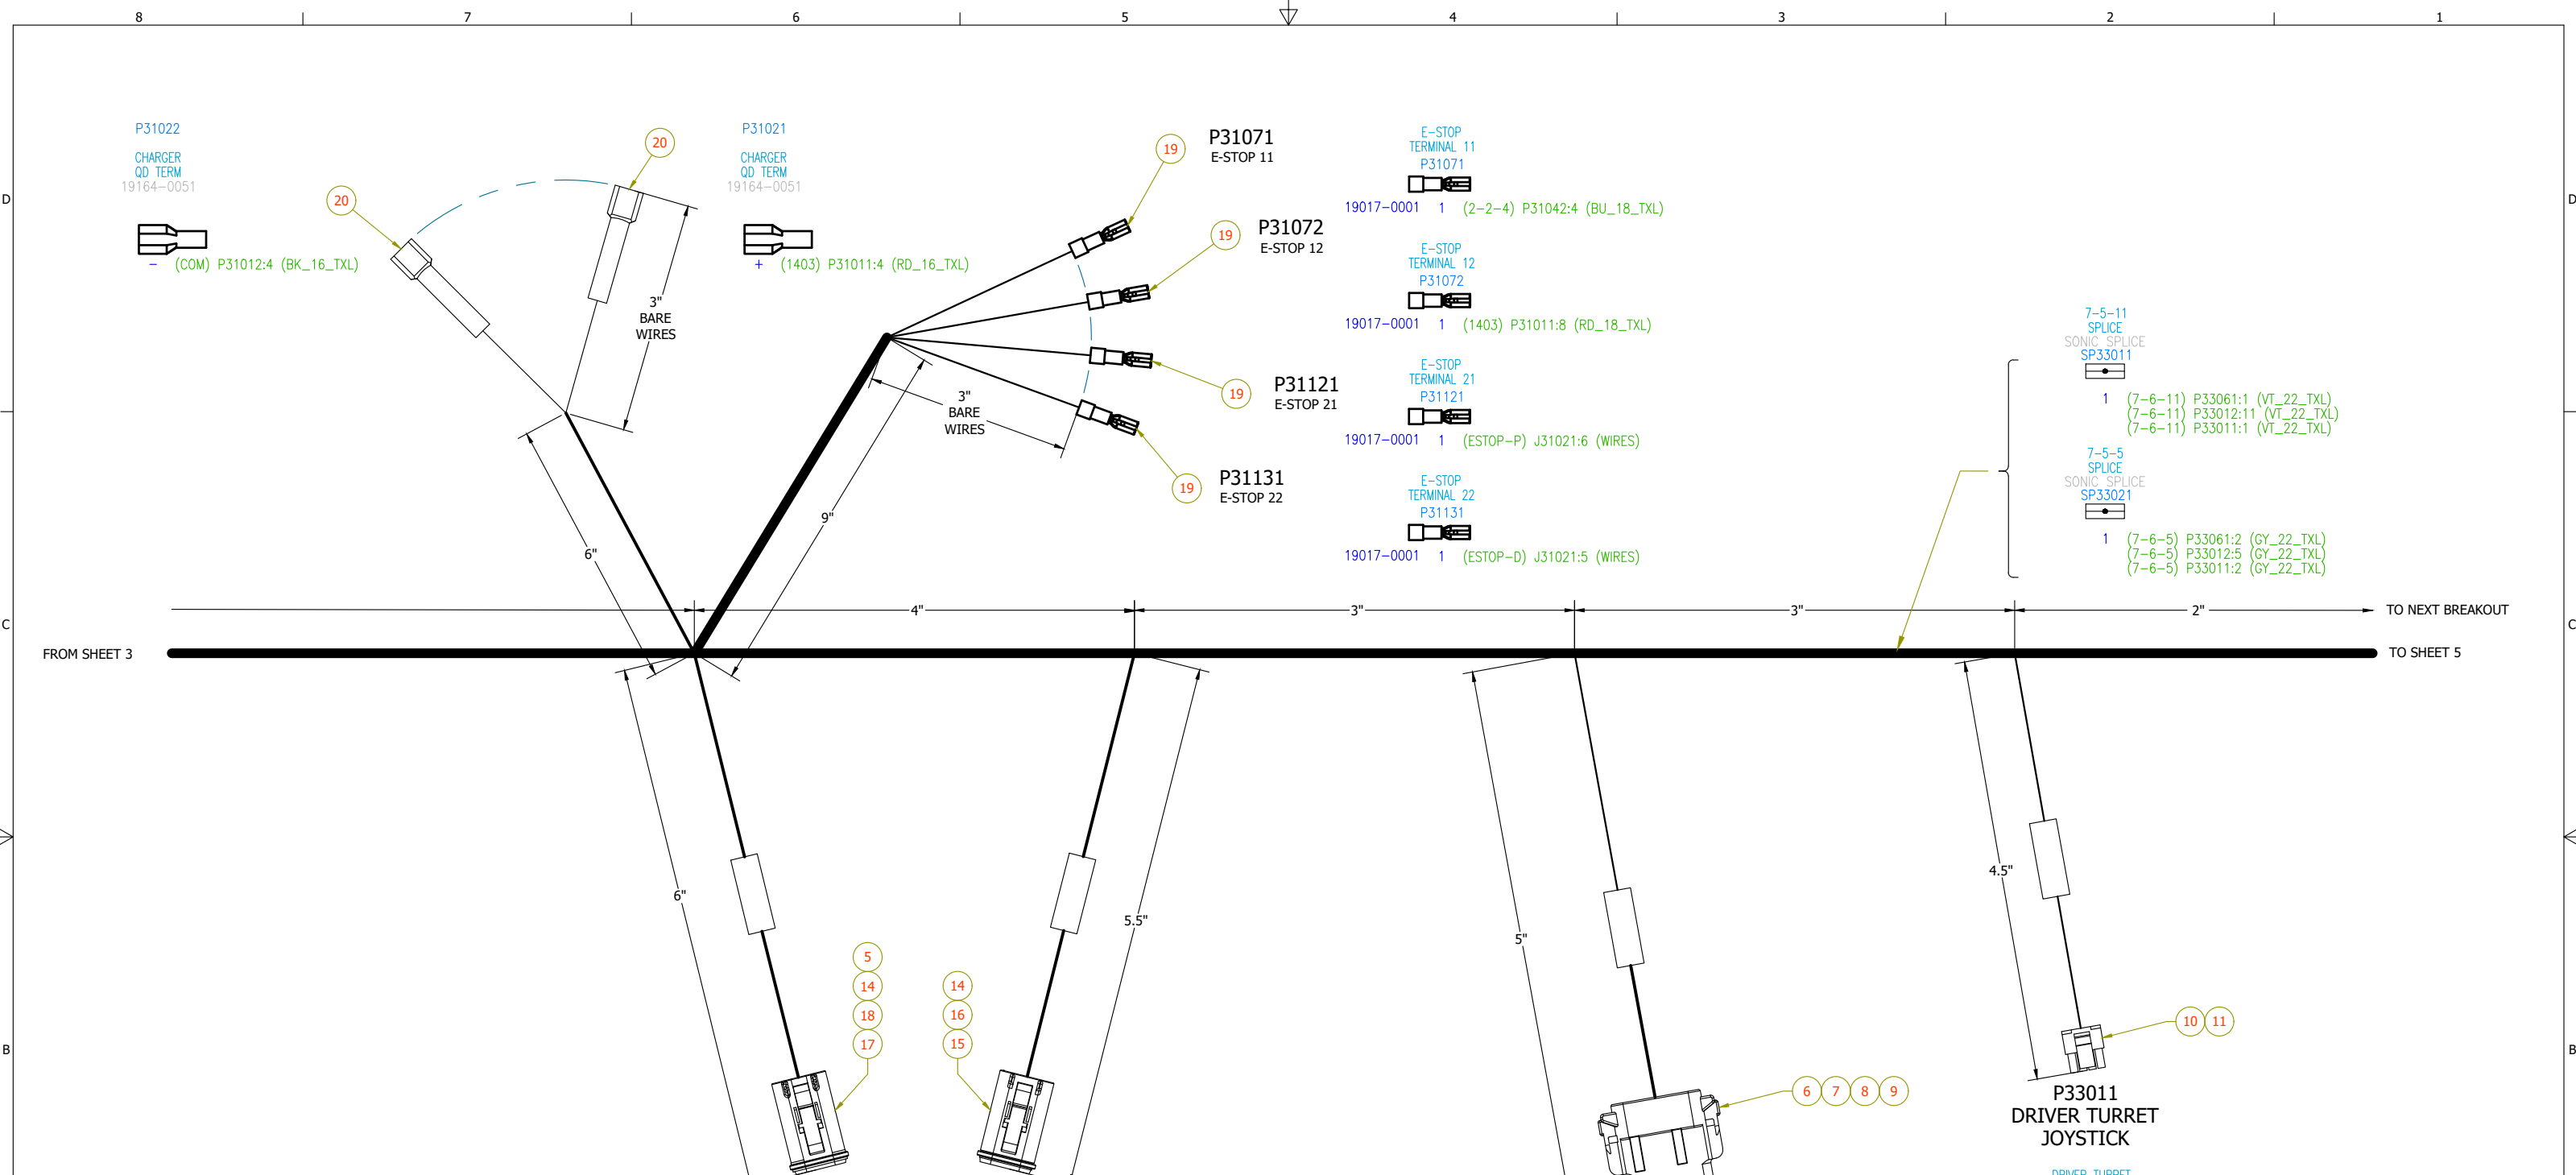 8 7 6 5 4 3 2 1
D
D
C
C
B
B
P31022
CHARGER
QD TERM
19164-0051
- (COM) P31012:4 (BK_16_TXL)
20
20
3"
BARE
WIRES
P31021
CHARGER
QD TERM
19164-0051
+ (1403) P31011:4 (RD_16_TXL)
19
P31071
E-STOP 11
19
P31072
E-STOP 12
19
P31121
E-STOP 21
19
P31131
E-STOP 22
3"
BARE
WIRES
9"
6"
E-STOP
TERMINAL 11
P31071
19017-0001 1 (2-2-4) P31042:4 (BU_18_TXL)
E-STOP
TERMINAL 12
P31072
19017-0001 1 (1403) P31011:8 (RD_18_TXL)
E-STOP
TERMINAL 21
P31121
19017-0001 1 (ESTOP-P) J31021:6 (WIRES)
E-STOP
TERMINAL 22
P31131
19017-0001 1 (ESTOP-D) J31021:5 (WIRES)
7-5-11
SPLICE
SONIC SPLICE
SP33011
1 (7-6-11) P33061:1 (VT_22_TXL)
(7-6-11) P33012:11 (VT_22_TXL)
(7-6-11) P33011:1 (VT_22_TXL)
7-5-5
SPLICE
SONIC SPLICE
SP33021
1 (7-6-5) P33061:2 (GY_22_TXL)
(7-6-5) P33012:5 (GY_22_TXL)
(7-6-5) P33011:2 (GY_22_TXL)
4" 3" 3" 2" TO NEXT BREAKOUT
FROM SHEET 3
TO SHEET 5
6"
5.5"
5"
4.5"
5
14
18
17
14
16
15
6 7 8 9
10 11
P33011
DRIVER TURRET
JOYSTICK
DRIVER TURRET